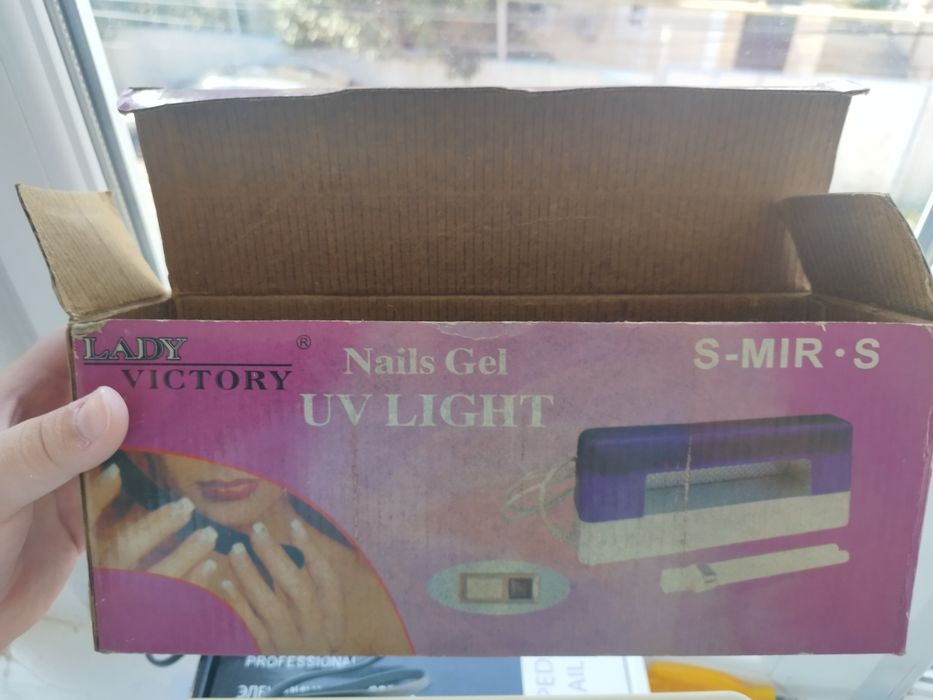 LADY ®
VICTORY
Nails Gel
UV LIGHT
S-MIR·S
PROFESSIONAL